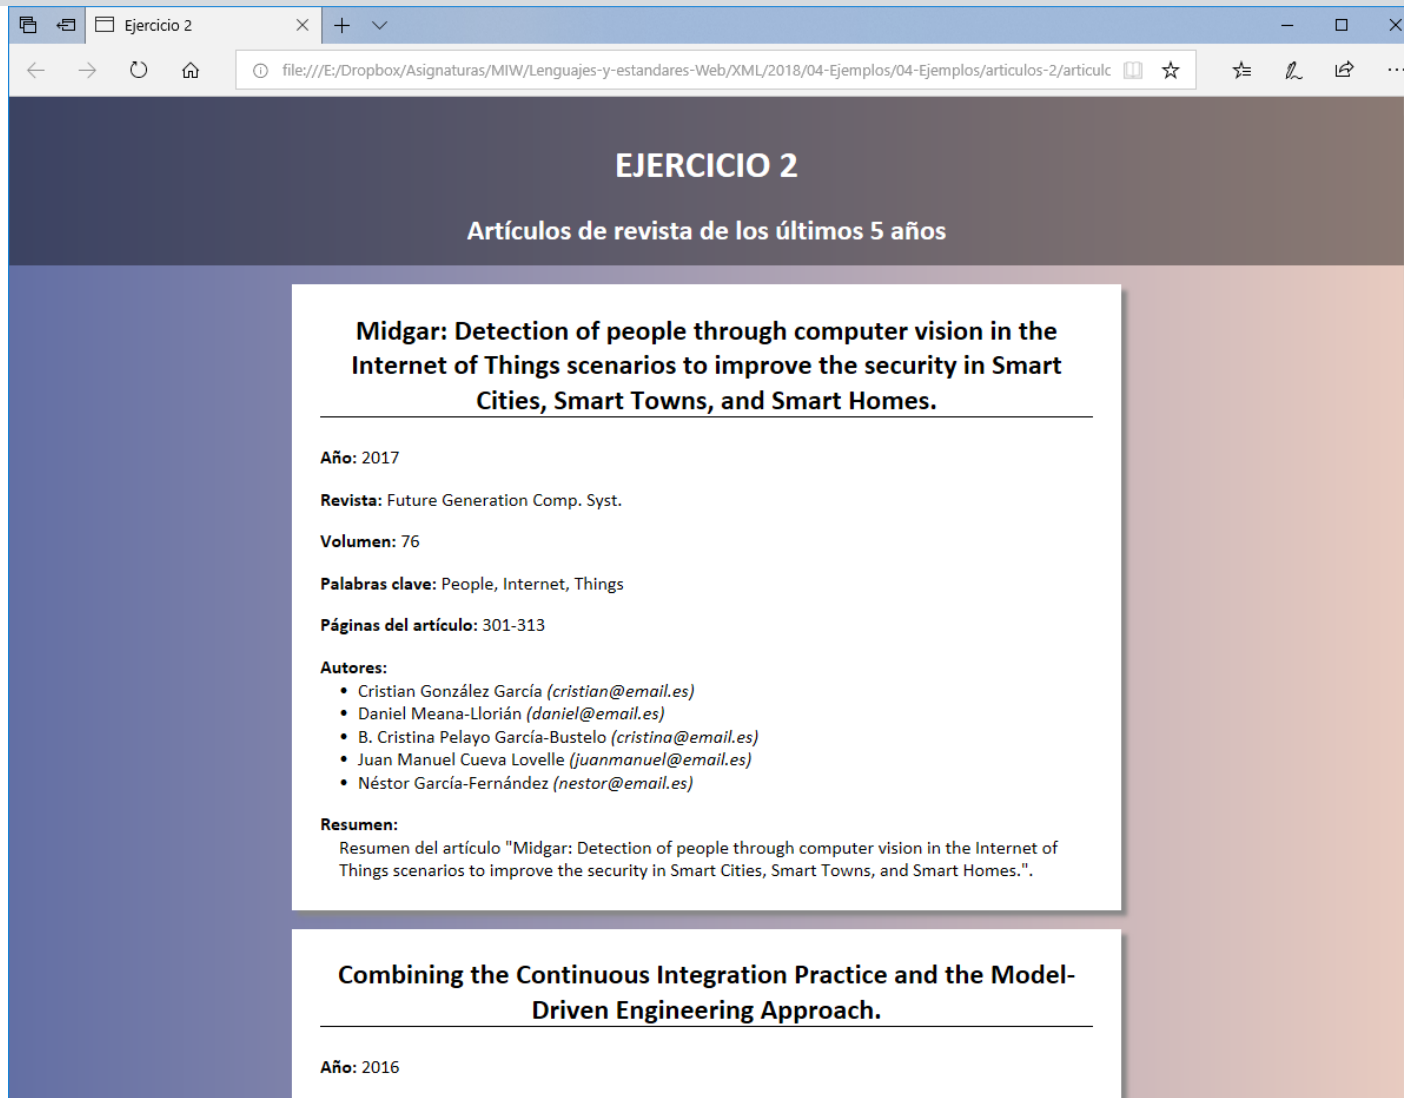 Ejercicio 2
file:///E:/Dropbox/Asignaturas/MIW/Lenguajes-y-estandares-Web/XML/2018/04-Ejemplos/04-Ejemplos/articulos-2/articulc
EJERCICIO 2
Artículos de revista de los últimos 5 años
Midgar: Detection of people through computer vision in the
Internet of Things scenarios to improve the security in Smart
Cities, Smart Towns, and Smart Homes.
Año: 2017
Revista: Future Generation Comp. Syst.
Volumen: 76
Palabras clave: People, Internet, Things
Páginas del artículo: 301-313
Autores:
• Cristian González García (cristian@email.es)
• Daniel Meana-Llorián (daniel@email.es)
• B. Cristina Pelayo García-Bustelo (cristina@email.es)
• Juan Manuel Cueva Lovelle (juanmanuel@email.es)
• Néstor García-Fernández (nestor@email.es)
Resumen:
Resumen del artículo "Midgar: Detection of people through computer vision in the Internet of
Things scenarios to improve the security in Smart Cities, Smart Towns, and Smart Homes.".
Combining the Continuous Integration Practice and the Model-
Driven Engineering Approach.
Año: 2016